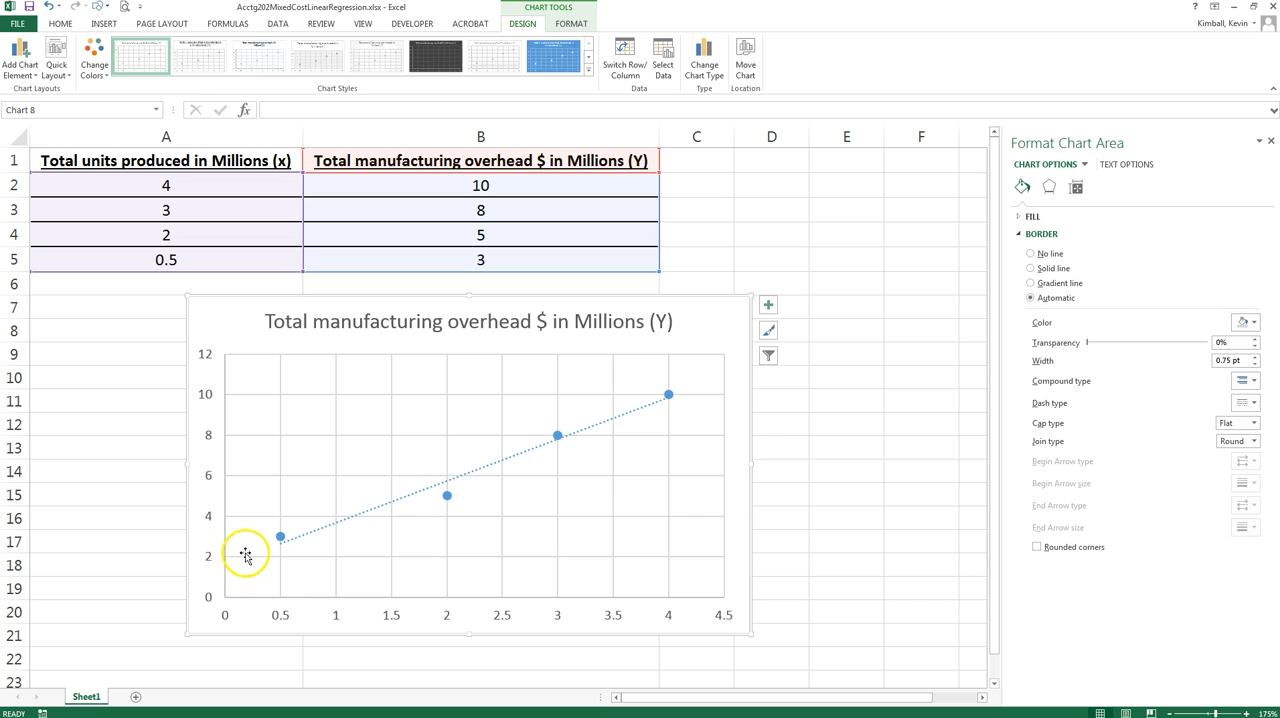 Acctg202MixedCostLinearRegression.xlsx - Excel
CHART TOOLS
FILE HOME INSERT PAGE LAYOUT FORMULAS DATA REVIEW VIEW DEVELOPER ACROBAT DESIGN FORMAT
Kimball, Kevin
Add Chart Element
Quick Layout
Change Colors
Switch Row/ Column
Select Data
Change Chart Type
Move Chart
Chart Layouts
Chart Styles
Data
Type
Location
Chart 8
fx
A B C D E F
1 Total units produced in Millions (x) Total manufacturing overhead $ in Millions (Y)
2 4 10
3 3 8
4 2 5
5 0.5 3
6
7
8
9
10
11
12
13
14
15
16
17
18
19
20
21
22
23
Total manufacturing overhead $ in Millions (Y)
12
10
8
6
4
2
0
0 0.5 1 1.5 2 2.5 3 3.5 4 4.5
Format Chart Area
CHART OPTIONS TEXT OPTIONS
FILL
BORDER
No line
Solid line
Gradient line
Automatic
Color
Transparency 0%
Width 0.75 pt
Compound type
Dash type
Cap type Flat
Join type Round
Begin Arrow type
Begin Arrow size
End Arrow type
End Arrow size
Rounded corners
Sheet1
READY
175%